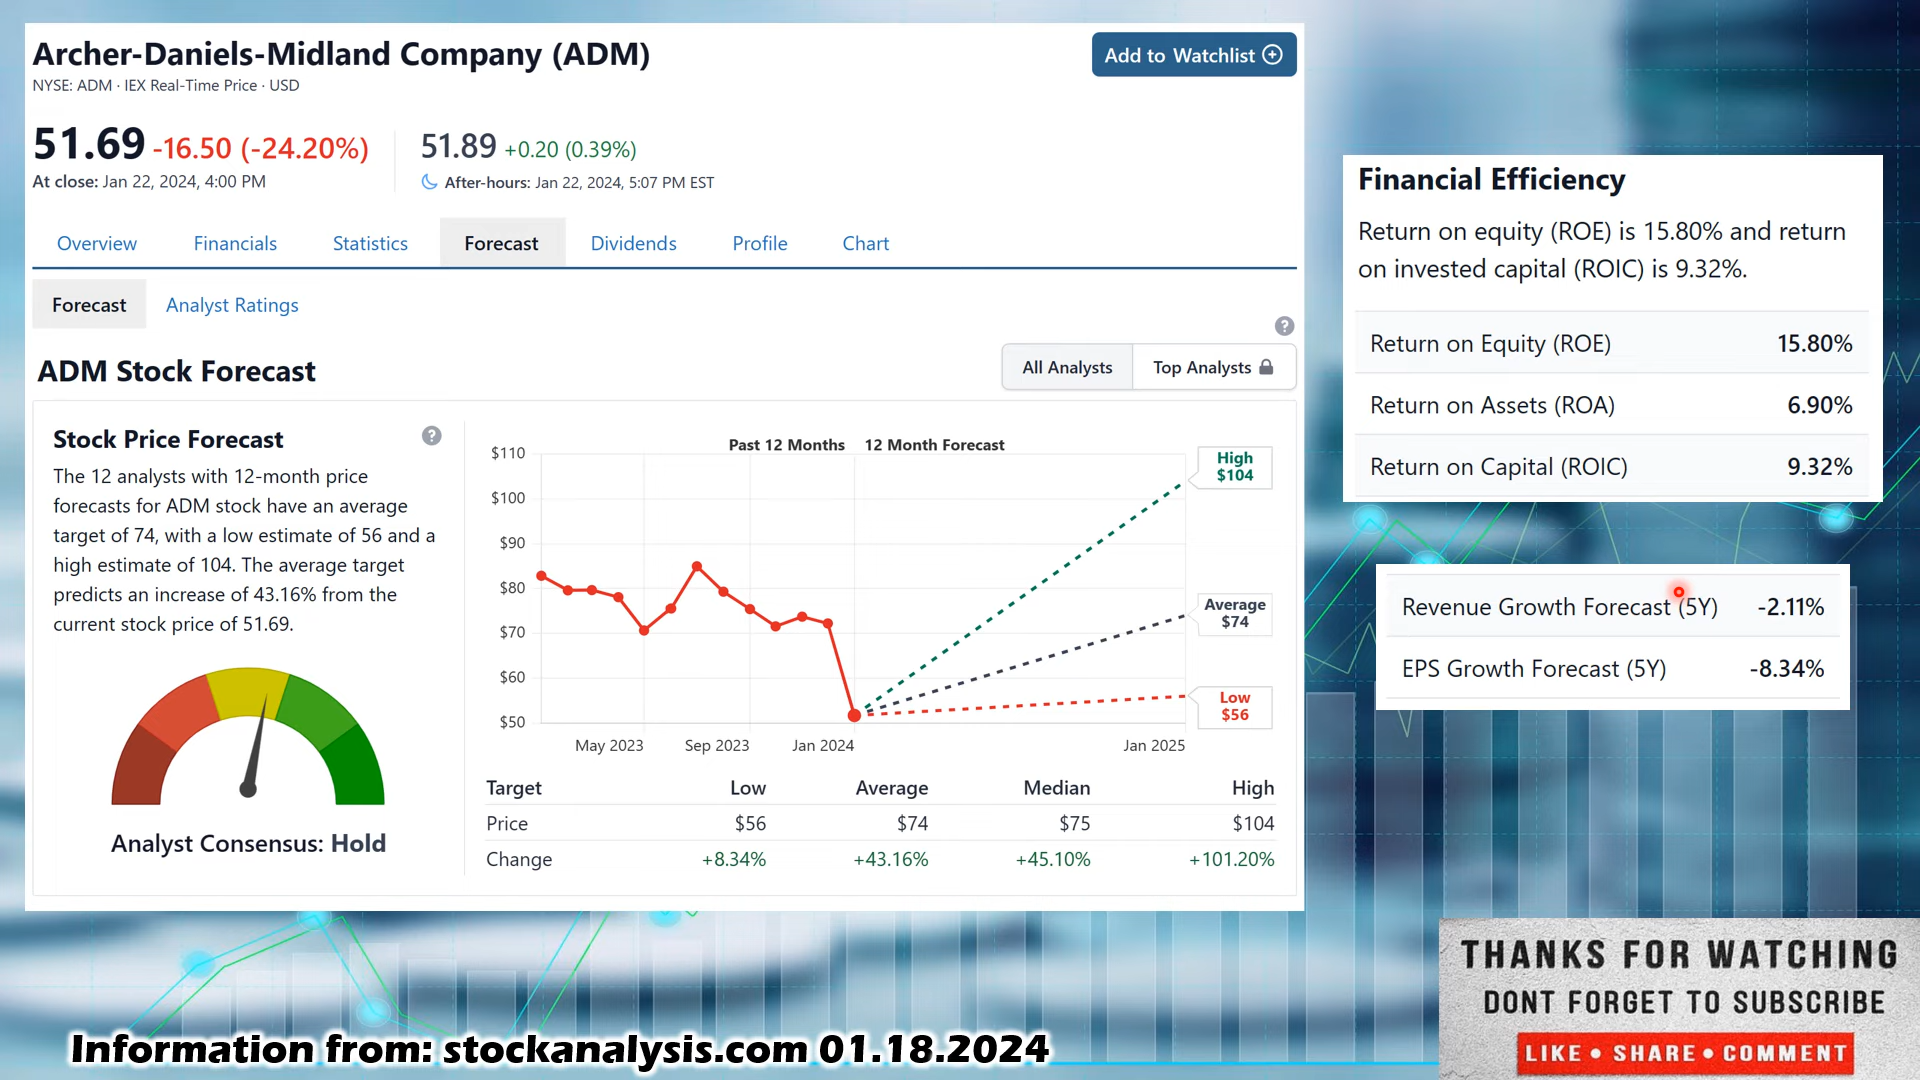 Archer-Daniels-Midland Company (ADM)
Add to Watchlist
NYSE: ADM · IEX Real-Time Price · USD
51.69 -16.50 (-24.20%)
51.89 +0.20 (0.39%)
At close: Jan 22, 2024, 4:00 PM
After-hours: Jan 22, 2024, 5:07 PM EST
Overview Financials Statistics Forecast Dividends Profile Chart
Forecast Analyst Ratings
?
ADM Stock Forecast
All Analysts Top Analysts
Stock Price Forecast ?
The 12 analysts with 12-month price
forecasts for ADM stock have an average
target of 74, with a low estimate of 56 and a
high estimate of 104. The average target
predicts an increase of 43.16% from the
current stock price of 51.69.
Analyst Consensus: Hold
Past 12 Months 12 Month Forecast
$110
$100
$90
$80
$70
$60
$50
High
$104
Average
$74
Low
$56
May 2023 Sep 2023 Jan 2024 Jan 2025
Target Low Average Median High
Price $56 $74 $75 $104
Change +8.34% +43.16% +45.10% +101.20%
Financial Efficiency
Return on equity (ROE) is 15.80% and return
on invested capital (ROIC) is 9.32%.
Return on Equity (ROE) 15.80%
Return on Assets (ROA) 6.90%
Return on Capital (ROIC) 9.32%
Revenue Growth Forecast (5Y) -2.11%
EPS Growth Forecast (5Y) -8.34%
THANKS FOR WATCHING
DONT FORGET TO SUBSCRIBE
LIKE • SHARE • COMMENT
Information from: stockanalysis.com 01.18.2024